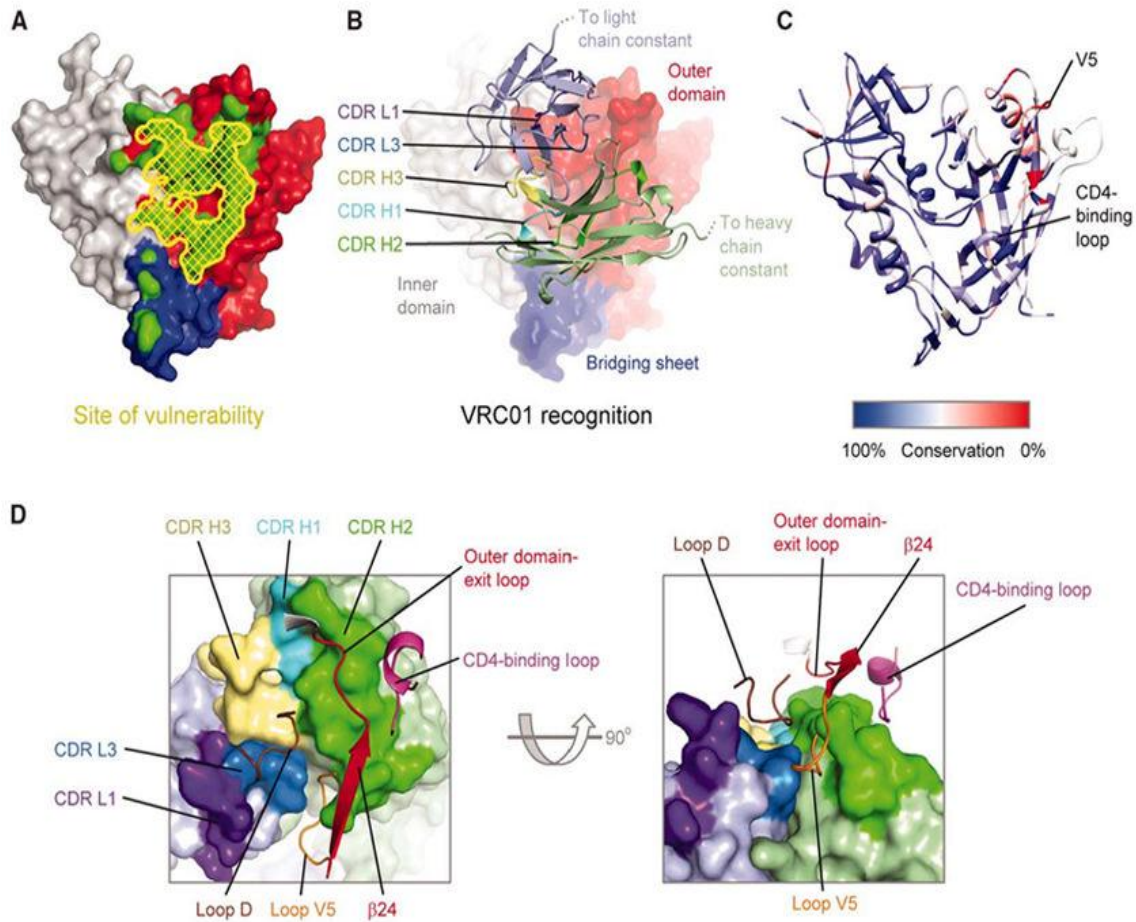 A
Site of vulnerability
B
To light
chain constant
CDR L1
CDR L3
CDR H3
CDR H1
CDR H2
Outer
domain
To heavy
chain
constant
Inner
domain
Bridging sheet
VRC01 recognition
C
V5
CD4-
binding
loop
100% Conservation 0%
D
CDR H3
CDR H1
CDR H2
Outer domain-
exit loop
CD4-binding loop
CDR L3
CDR L1
Loop D
Loop V5
β24
90°
Loop D
Outer domain-
exit loop
β24
CD4-binding loop
Loop V5